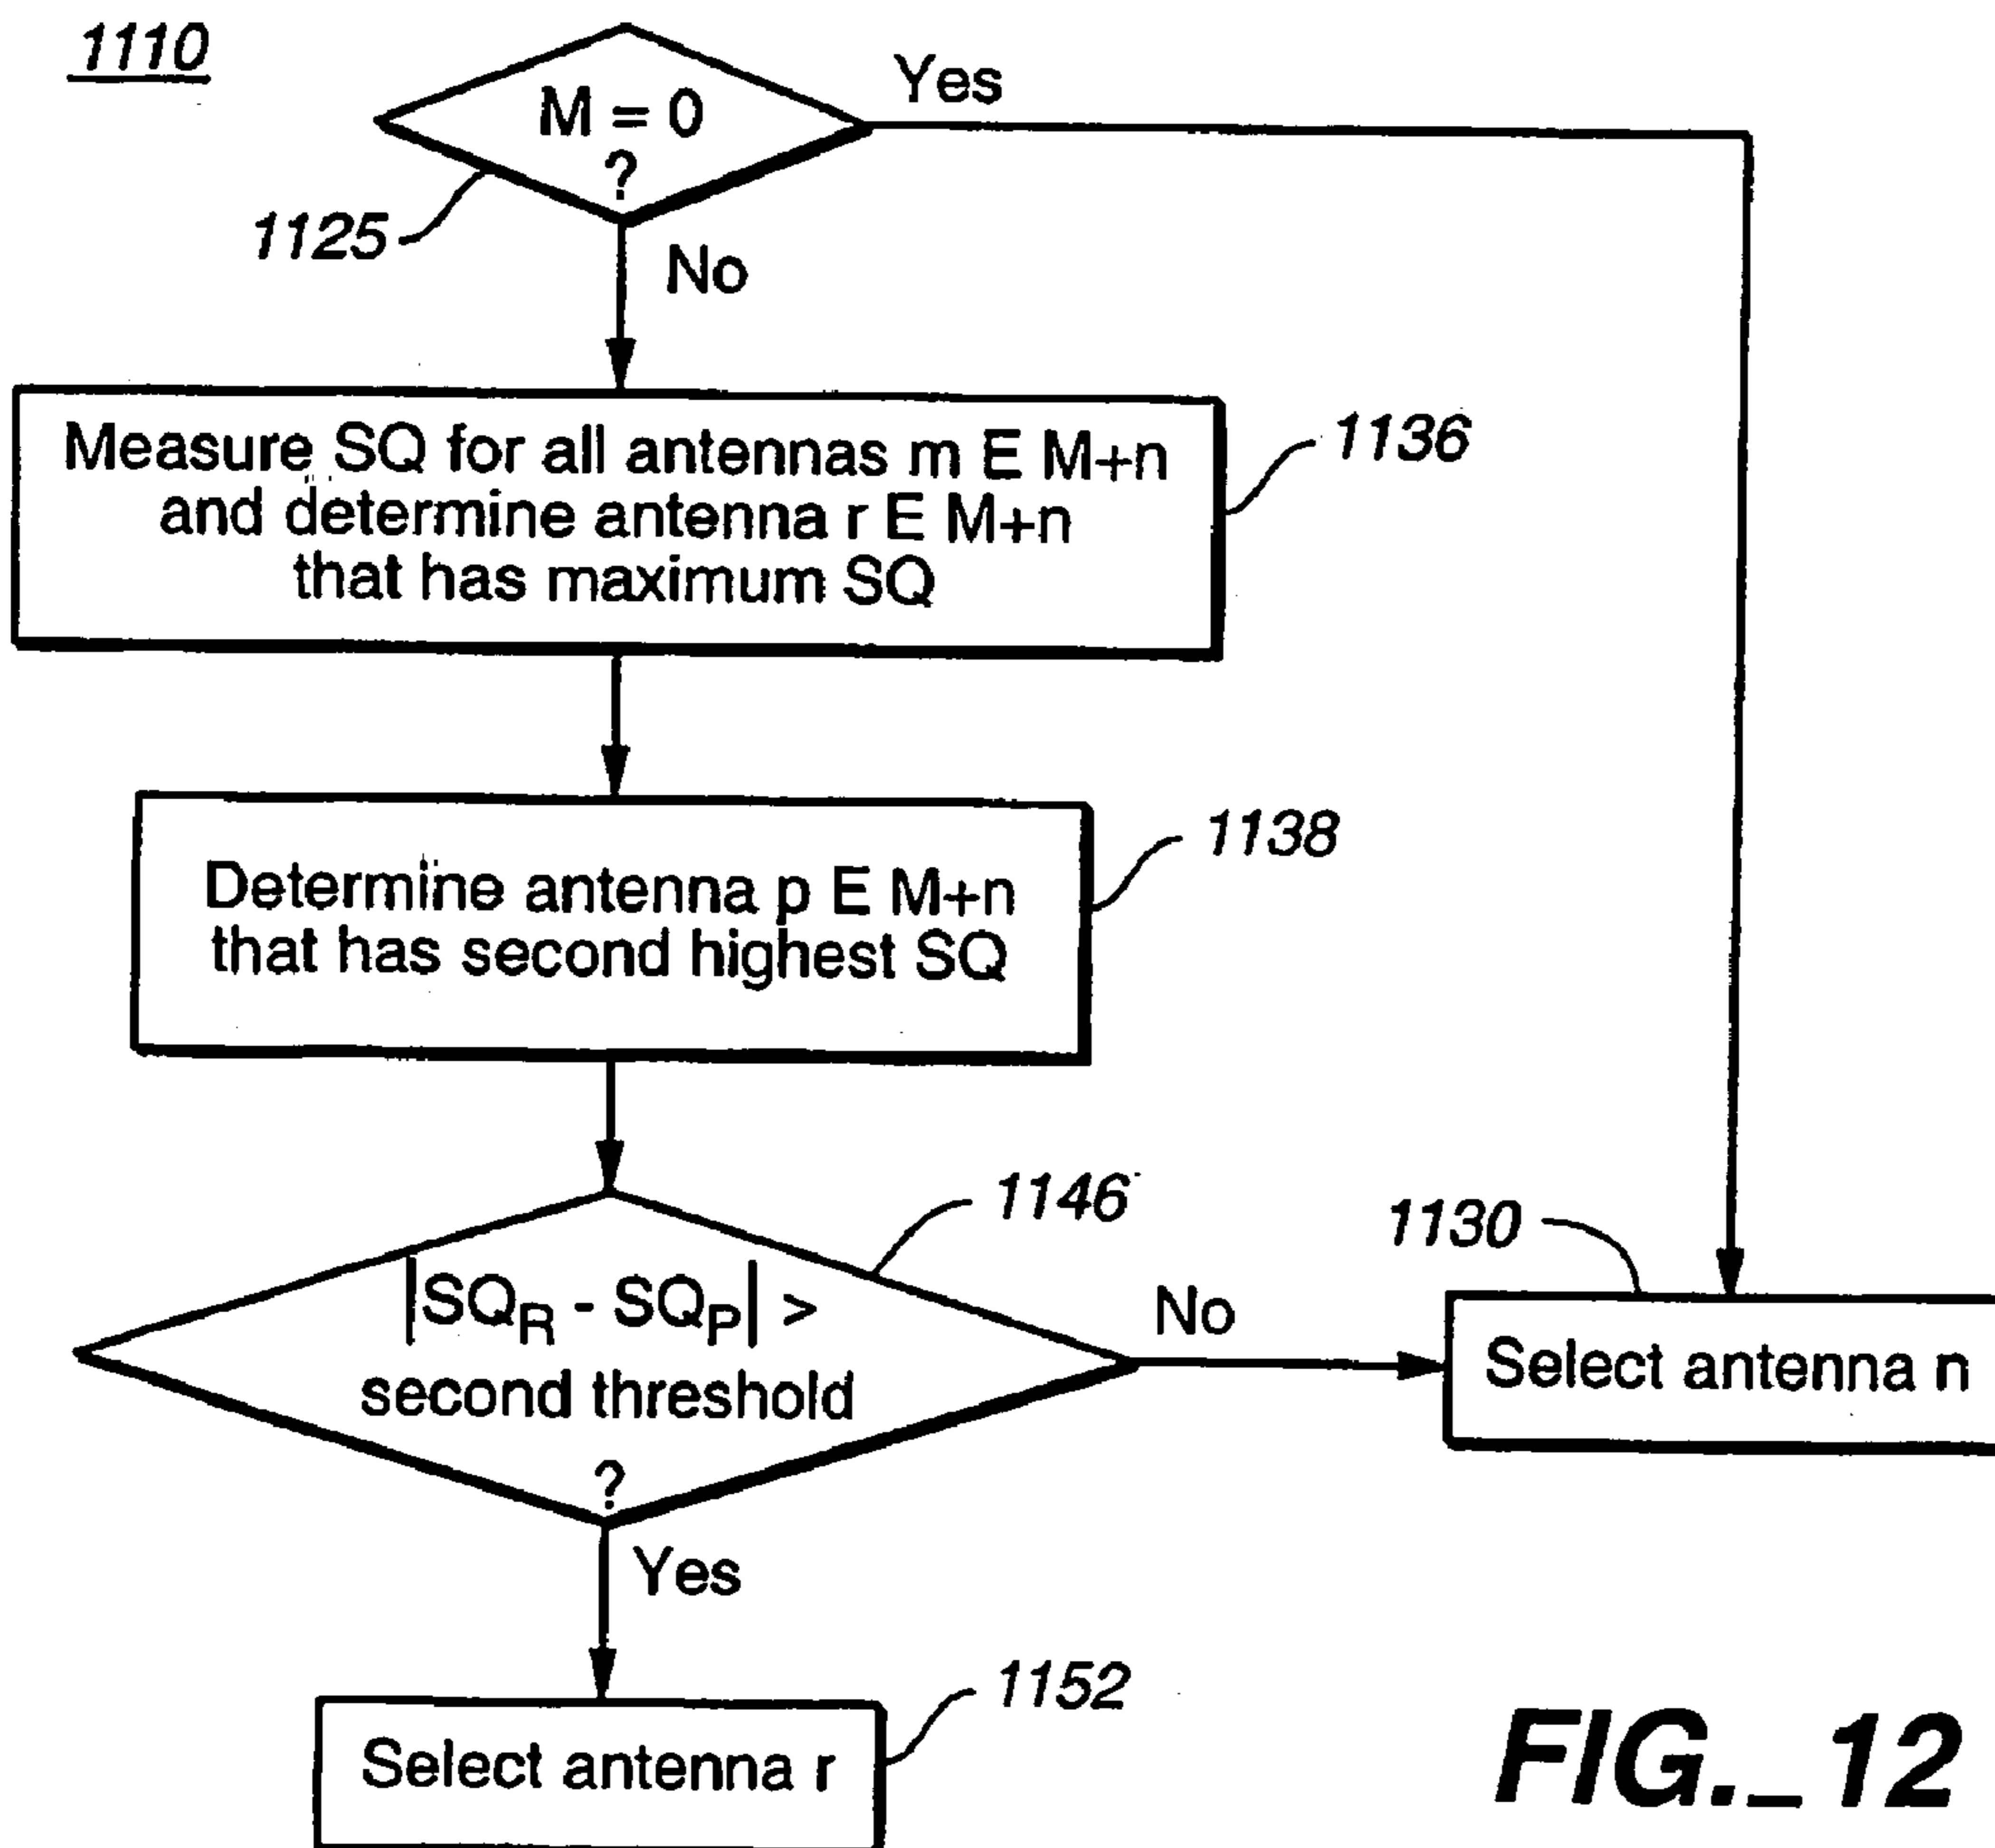 1110
M = 0
?
Yes
1125
No
Measure SQ for all antennas m E M+n
and determine antenna r E M+n
that has maximum SQ
1136
Determine antenna p E M+n
that has second highest SQ
1138
1146
|SQR - SQP| >
second threshold
?
No
1130
Select antenna n
Yes
1152
Select antenna r
FIG._12